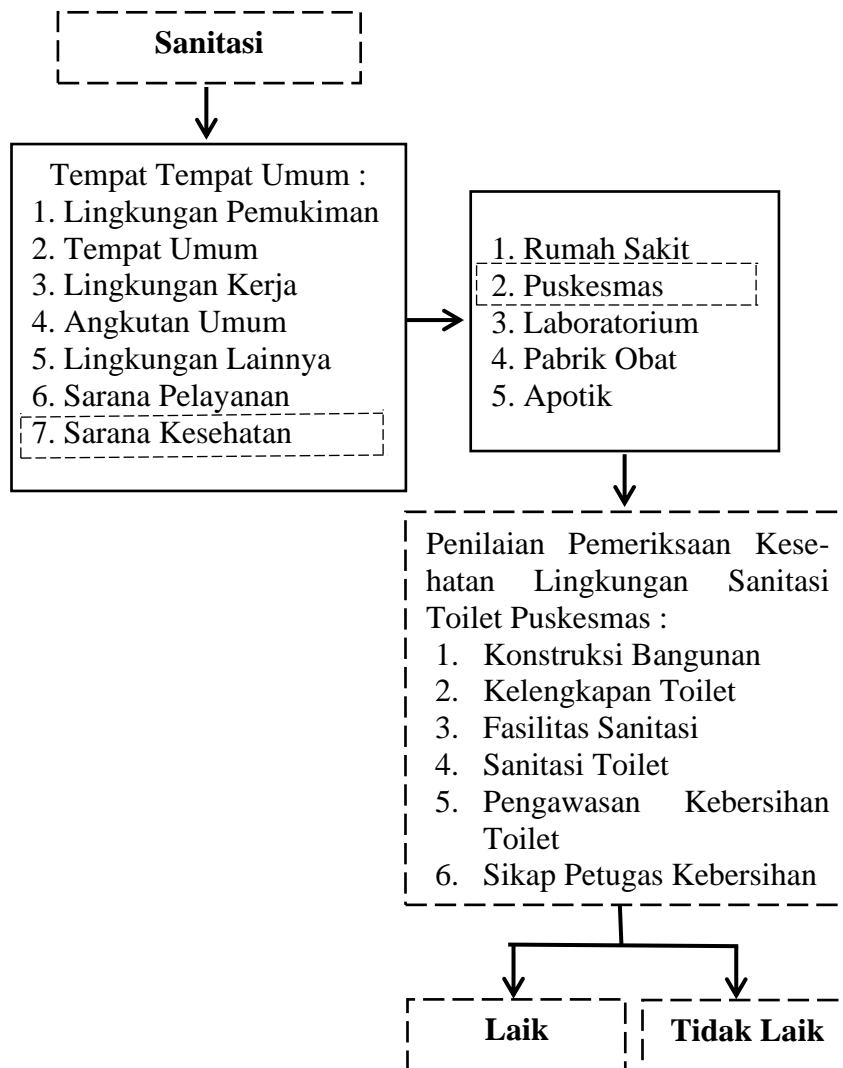 Sanitasi
Tempat Tempat Umum :
1. Lingkungan Pemukiman
2. Tempat Umum
3. Lingkungan Kerja
4. Angkutan Umum
5. Lingkungan Lainnya
6. Sarana Pelayanan
7. Sarana Kesehatan
1. Rumah Sakit
2. Puskesmas
3. Laboratorium
4. Pabrik Obat
5. Apotik
Penilaian Pemeriksaan Kese-
hatan Lingkungan Sanitasi
Toilet Puskesmas :
1. Konstruksi Bangunan
2. Kelengkapan Toilet
3. Fasilitas Sanitasi
4. Sanitasi Toilet
5. Pengawasan Kebersihan
Toilet
6. Sikap Petugas Kebersihan
Laik
Tidak Laik